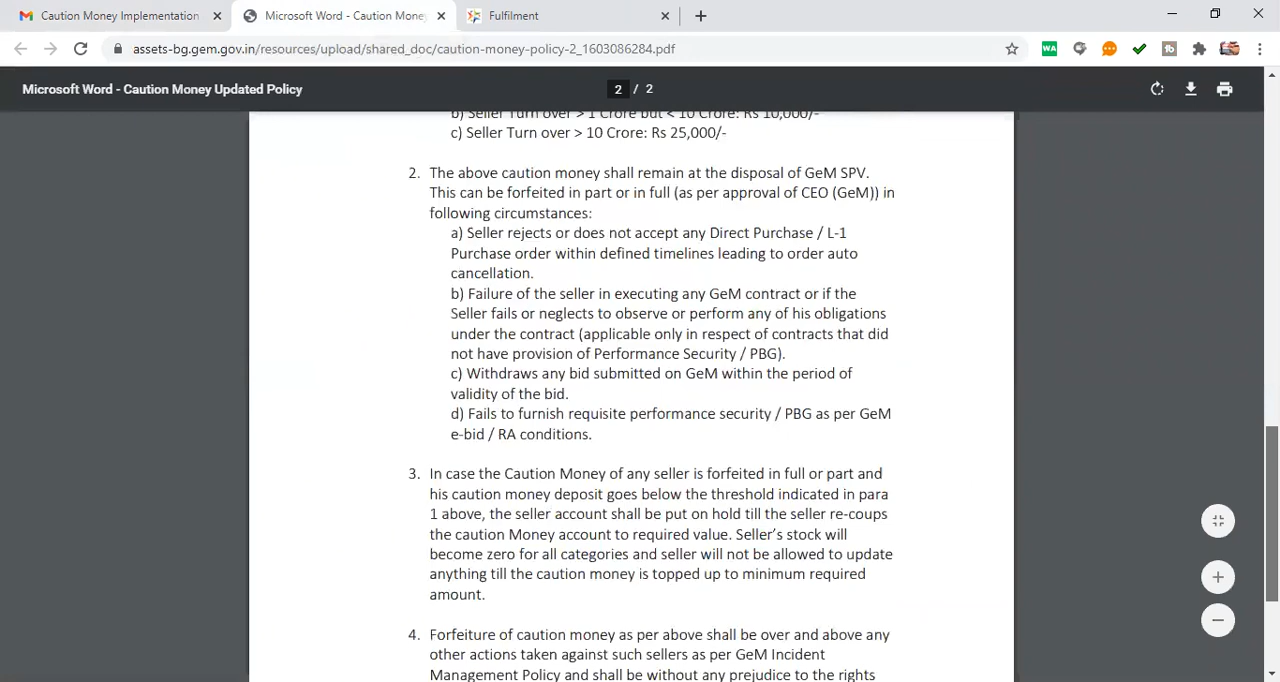 Caution Money Implementation
Microsoft Word - Caution Mone
Fulfilment
assets-bg.gem.gov.in/resources/upload/shared_doc/caution-money-policy-2_1603086284.pdf
WA
Microsoft Word - Caution Money Updated Policy
2 / 2
b) Seller Turn over > 1 Crore but < 10 Crore: Rs 10,000/-
c) Seller Turn over > 10 Crore: Rs 25,000/-
2. The above caution money shall remain at the disposal of GeM SPV.
This can be forfeited in part or in full (as per approval of CEO (GeM)) in
following circumstances:
a) Seller rejects or does not accept any Direct Purchase / L-1
Purchase order within defined timelines leading to order auto
cancellation.
b) Failure of the seller in executing any GeM contract or if the
Seller fails or neglects to observe or perform any of his obligations
under the contract (applicable only in respect of contracts that did
not have provision of Performance Security / PBG).
c) Withdraws any bid submitted on GeM within the period of
validity of the bid.
d) Fails to furnish requisite performance security / PBG as per GeM
e-bid / RA conditions.
3. In case the Caution Money of any seller is forfeited in full or part and
his caution money deposit goes below the threshold indicated in para
1 above, the seller account shall be put on hold till the seller re-coups
the caution Money account to required value. Seller's stock will
become zero for all categories and seller will not be allowed to update
anything till the caution money is topped up to minimum required
amount.
4. Forfeiture of caution money as per above shall be over and above any
other actions taken against such sellers as per GeM Incident
Management Policy and shall be without any prejudice to the rights